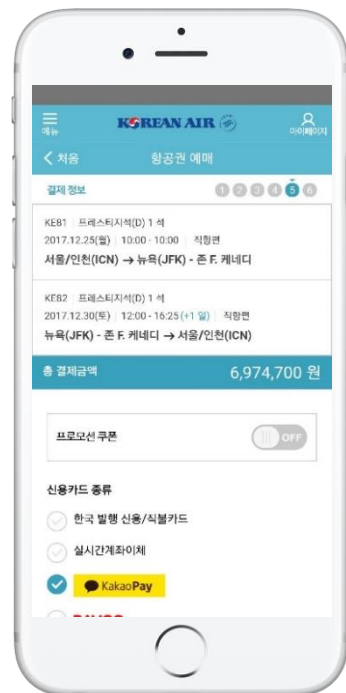 메뉴
KOREAN AIR
마이페이지
처음
항공권 예매
결제 정보
1 2 3 4 5 6
KE81 프레스티지석(D) 1 석
2017.12.25(월) 10:00 - 10:00 직항편
서울/인천(ICN) → 뉴욕(JFK) - 존 F. 케네디
KE82 프레스티지석(D) 1 석
2017.12.30(토) 12:00 - 16:25 (+1 일) 직항편
뉴욕(JFK) - 존 F. 케네디 → 서울/인천(ICN)
총 결제금액 6,974,700 원
프로모션 쿠폰
OFF
신용카드 종류
한국 발행 신용/직불카드
실시간계좌이체
KakaoPay